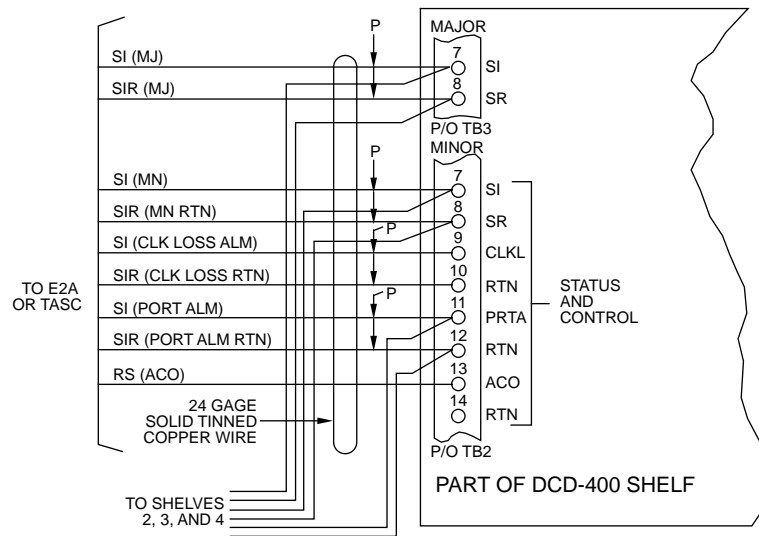 P
MAJOR
SI (MJ)
7
SI
SIR (MJ)
8
SR
P/O TB3
P
MINOR
SI (MN)
7
SI
SIR (MN RTN)
8
SR
P
SI (CLK LOSS ALM)
9
CLKL
SIR (CLK LOSS RTN)
10
RTN
P
SI (PORT ALM)
11
PRTA
SIR (PORT ALM RTN)
12
RTN
RS (ACO)
13
ACO
14
RTN
P/O TB2
TO E2A
OR TASC
STATUS
AND
CONTROL
24 GAGE
SOLID TINNED
COPPER WIRE
TO SHELVES
2, 3, AND 4
PART OF DCD-400 SHELF